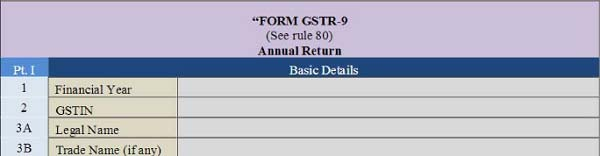 “FORM GSTR-9
(See rule 80)
Annual Return
Pt. I Basic Details
1 Financial Year
2 GSTIN
3A Legal Name
3B Trade Name (if any)